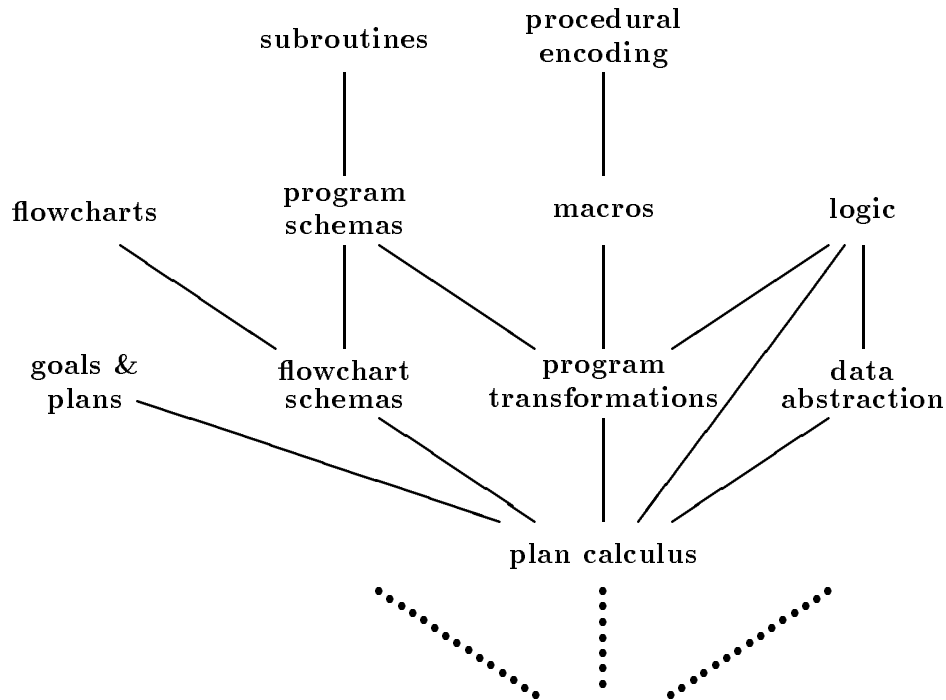 subroutines
procedural
encoding
flowcharts
program
schemas
macros
logic
goals &
plans
flowchart
schemas
program
transformations
data
abstraction
plan calculus